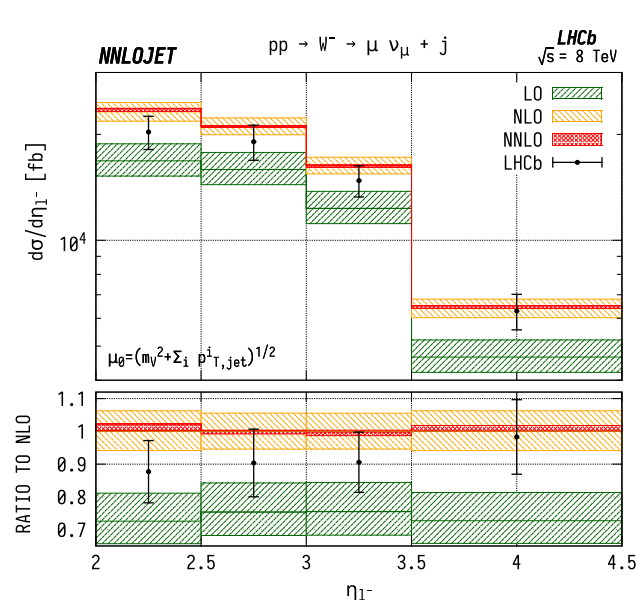 NNLOJET
pp → W⁻ → μ ν_μ + j
LHCb
√s = 8 TeV
LO
NLO
NNLO
LHCb
dσ/dη_l⁻ [fb]
10⁴
μ₀=(m_V²+Σ_i p^i_T,jet)^1/2
RATIO TO NLO
1.1
1
0.9
0.8
0.7
2 2.5 3 3.5 4 4.5
η_l⁻